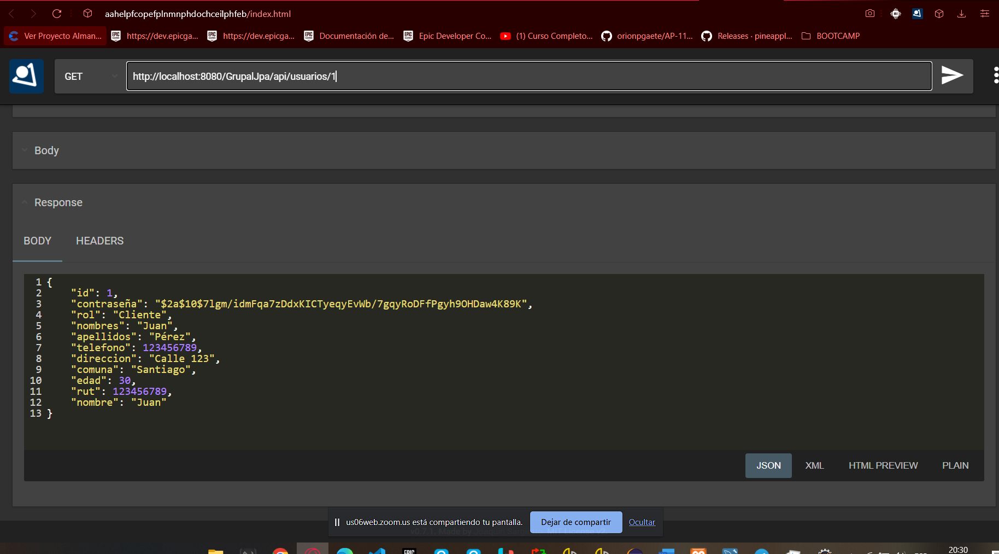 aahelpfcopefplnmnphdochceilphfeb/index.html
Ver Proyecto Alman... https://dev.epicga... https://dev.epicga... Documentación de... Epic Developer Co... (1) Curso Completo... orionpgaete/AP-11... Releases · pineappl... BOOTCAMP
GET http://localhost:8080/GrupalJpa/api/usuarios/1
Body
Response
BODY HEADERS
1 {
2 "id": 1,
3 "contraseña": "$2a$10$7lgm/idmFqa7zDdxKICTyeqyEvWb/7gqyRoDFfPgyh9OHDaw4K89K",
4 "rol": "Cliente",
5 "nombres": "Juan",
6 "apellidos": "Pérez",
7 "telefono": 123456789,
8 "direccion": "Calle 123",
9 "comuna": "Santiago",
10 "edad": 30,
11 "rut": 123456789,
12 "nombre": "Juan"
13 }
JSON XML HTML PREVIEW PLAIN
us06web.zoom.us está compartiendo tu pantalla. Dejar de compartir Ocultar
v0.7.1 Made by
20:30